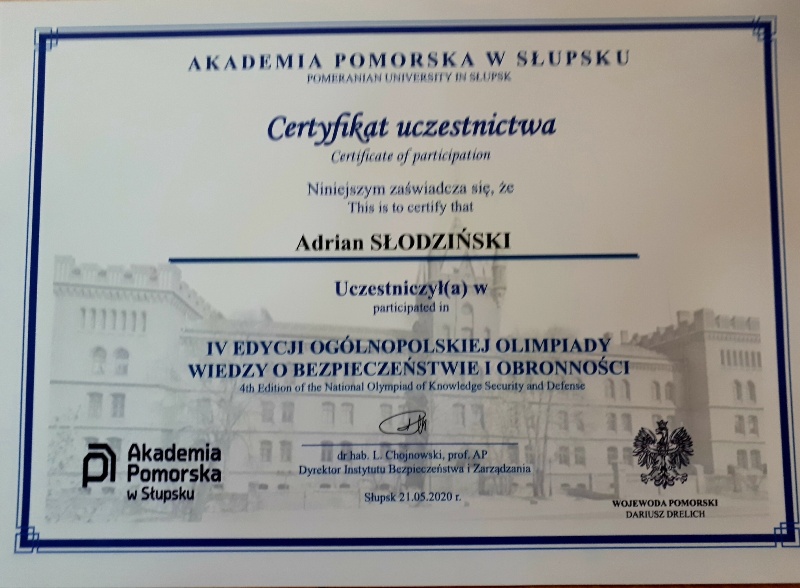 AKADEMIA POMORSKA W SŁUPSKU
POMERANIAN UNIVERSITY IN SŁUPSK
Certyfikat uczestnictwa
Certificate of participation
Niniejszym zaświadcza się, że
This is to certify that
Adrian SŁODZIŃSKI
Uczestniczył(a) w
participated in
IV EDYCJI OGÓLNOPOLSKIEJ OLIMPIADY
WIEDZY O BEZPIECZEŃSTWIE I OBRONNOŚCI
4th Edition of the National Olympiad of Knowledge Security and Defense
dr hab. L. Chojnowski, prof. AP
Dyrektor Instytutu Bezpieczeństwa i Zarządzania
Słupsk 21.05.2020 r.
Akademia
Pomorska
w Słupsku
WOJEWODA POMORSKI
DARIUSZ DRELICH